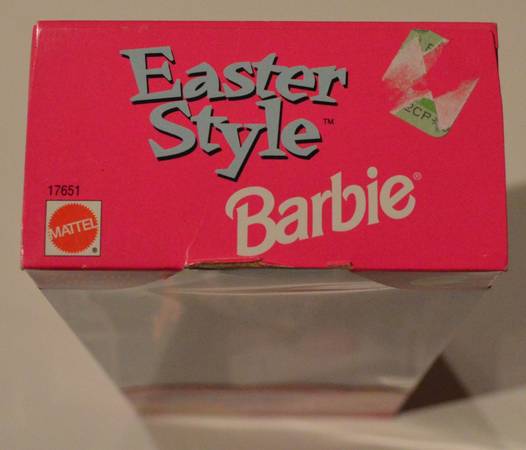 Easter
Style™
Barbie®
17651
MATTEL
®
2CP